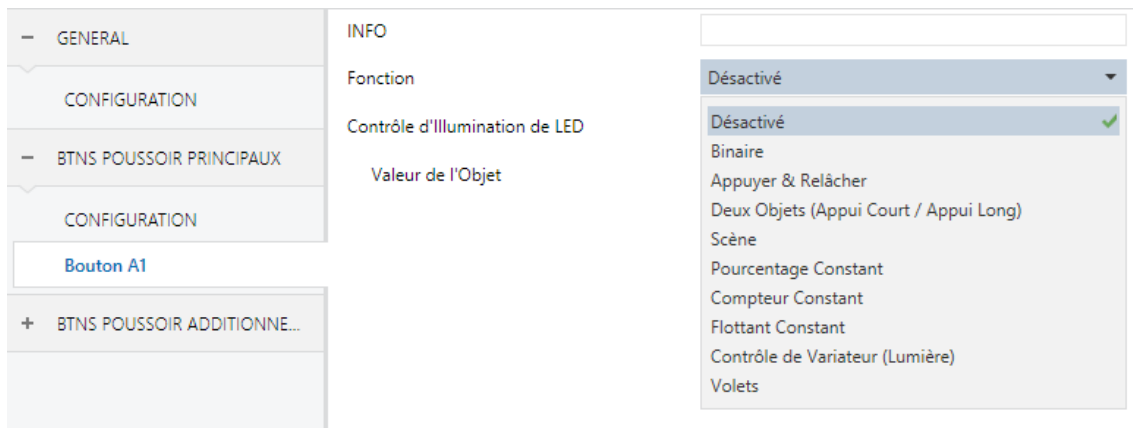 GENERAL
CONFIGURATION
BTNS POUSSOIR PRINCIPAUX
CONFIGURATION
Bouton A1
BTNS POUSSOIR ADDITIONNE...
INFO
Fonction
Désactivé
Contrôle d'Illumination de LED
Valeur de l'Objet
Désactivé
Binaire
Appuyer & Relâcher
Deux Objets (Appui Court / Appui Long)
Scène
Pourcentage Constant
Compteur Constant
Flottant Constant
Contrôle de Variateur (Lumière)
Volets